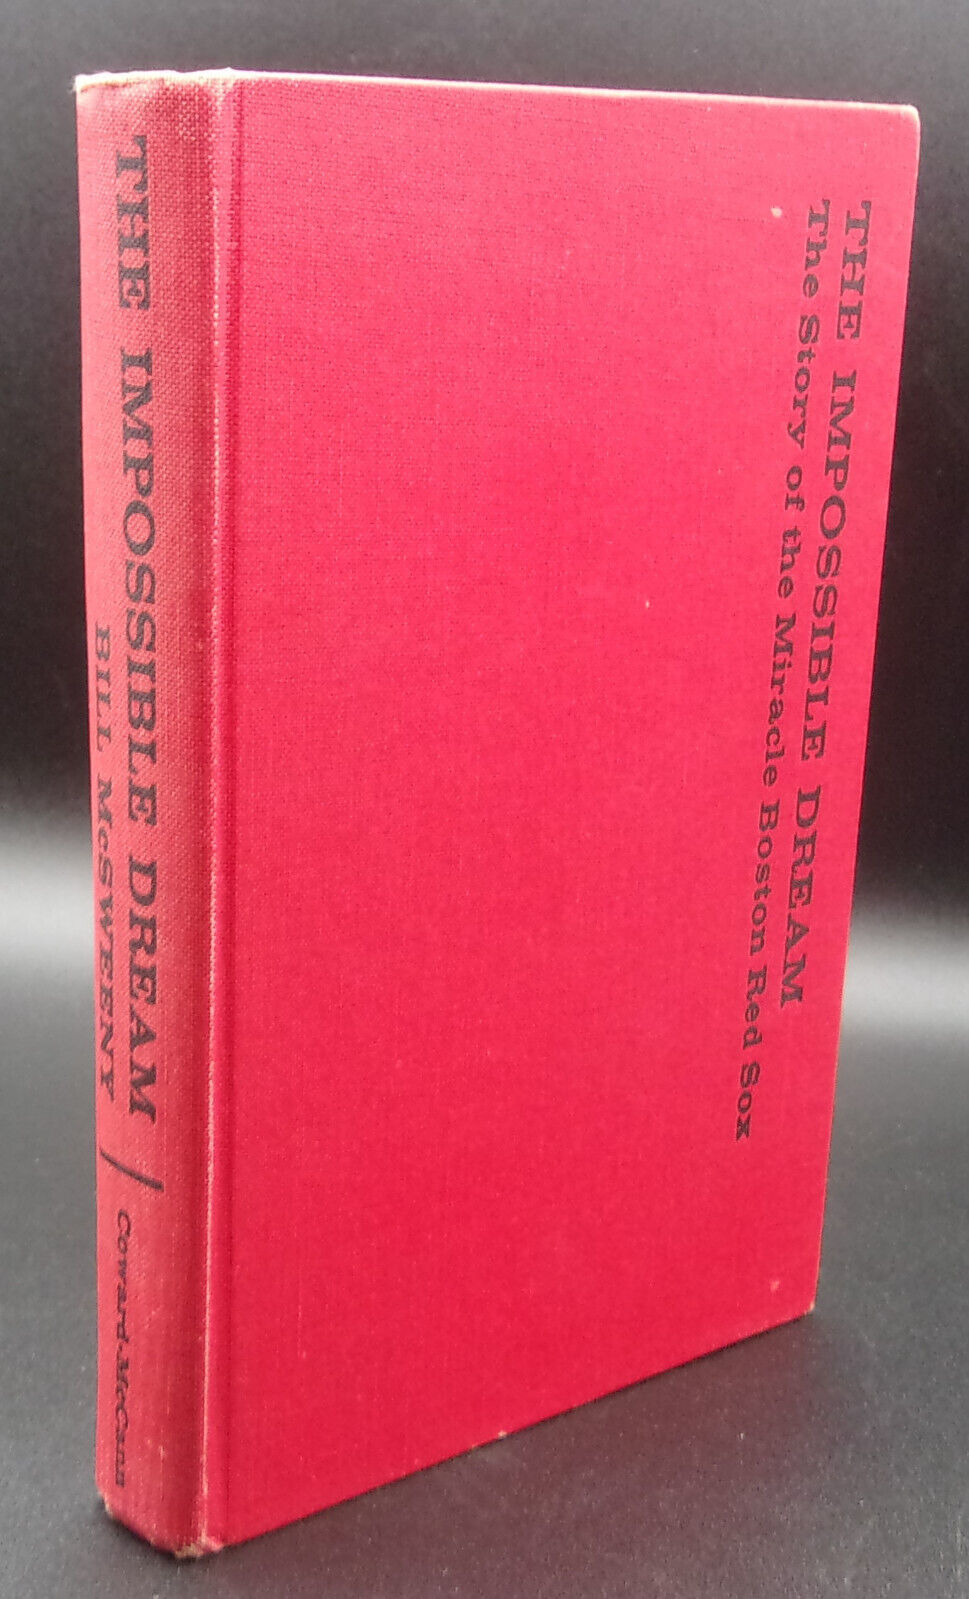 THE IMPOSSIBLE DREAM
BILL McSWEENY
Coward-McCann
THE IMPOSSIBLE DREAM
The Story of the Miracle Boston Red Sox